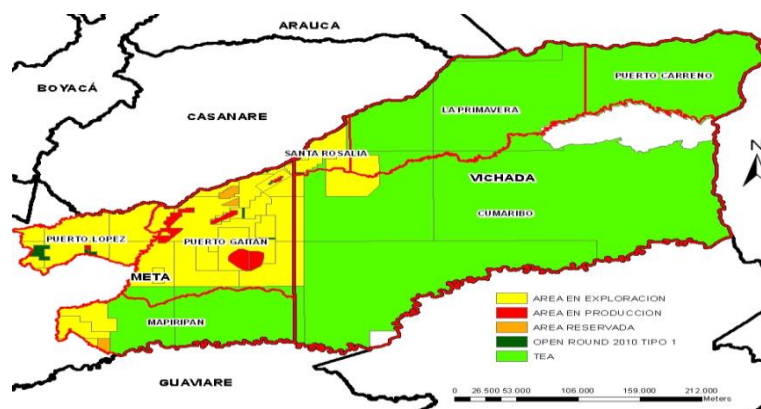 ARAUCA
BOYACÁ
PUERTO CARREÑO
LA PRIMAVERA
CASANARE
SANTA ROSALIA
N
VICHADA
CUMARIBO
PUERTO LOPEZ
PUERTO GAITAN
META
AREA EN EXPLORACION
AREA EN PRODUCCION
AREA RESERVADA
OPEN ROUND 2010 TIPO 1
TEA
MAPIRIPAN
GUAVIARE
0 26.500 53.000 106.000 159.000 212.000
Meters